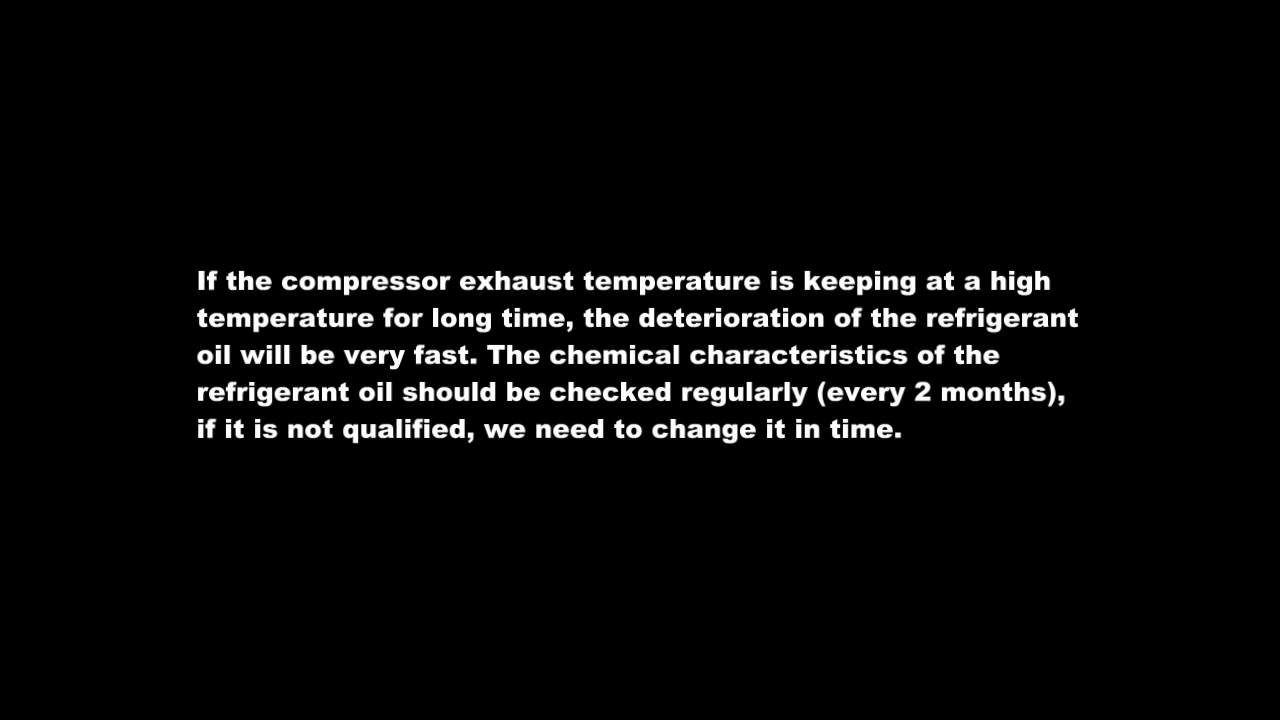 If the compressor exhaust temperature is keeping at a high
temperature for long time, the deterioration of the refrigerant
oil will be very fast. The chemical characteristics of the
refrigerant oil should be checked regularly (every 2 months),
if it is not qualified, we need to change it in time.